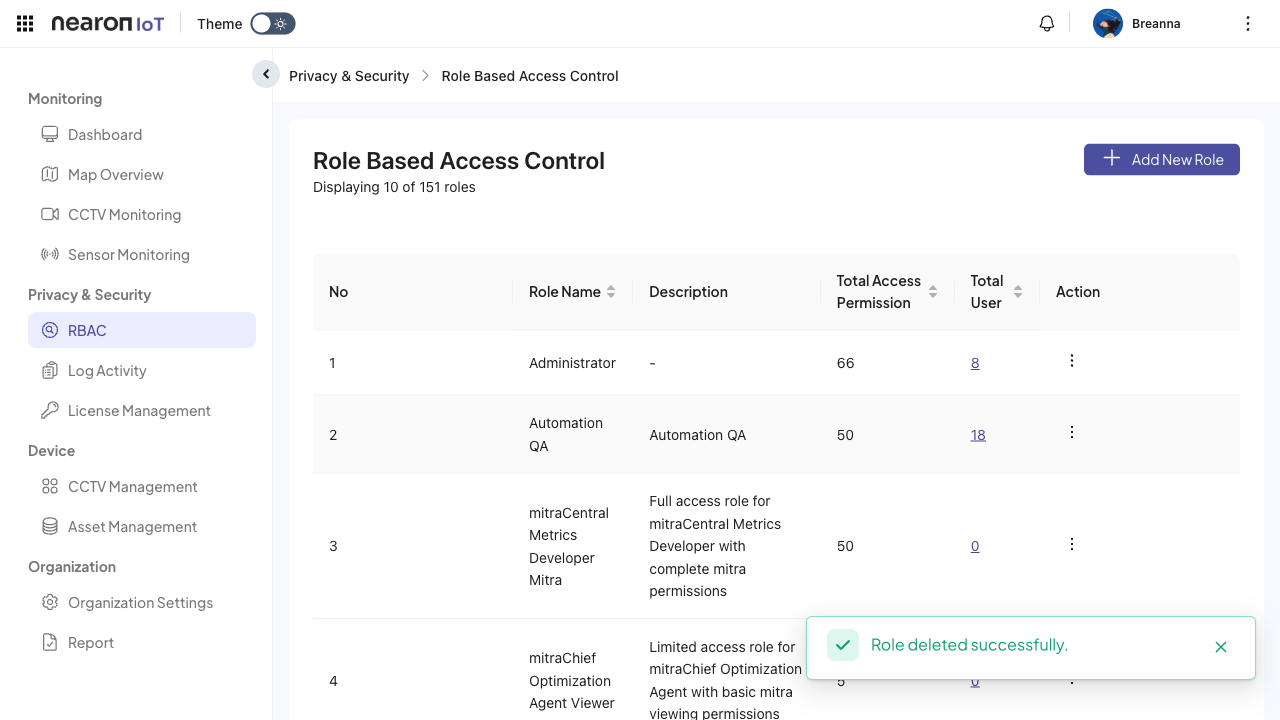 nearon IoT
Theme
Breanna
Privacy & Security
Role Based Access Control
Monitoring
Dashboard
Map Overview
CCTV Monitoring
Sensor Monitoring
Privacy & Security
RBAC
Log Activity
License Management
Device
CCTV Management
Asset Management
Organization
Organization Settings
Report
Role Based Access Control
Displaying 10 of 151 roles
Add New Role
No
Role Name
Description
Total Access
Permission
Total
User
Action
1
Administrator
-
66
8
2
Automation
QA
Automation QA
50
18
3
mitraCentral
Metrics
Developer
Mitra
Full access role for
mitraCentral Metrics
Developer with
complete mitra
permissions
50
0
4
mitraChief
Optimization
Agent Viewer
Limited access role for
mitraChief Optimization
Agent with basic mitra
viewing permissions
5
0
Role deleted successfully.